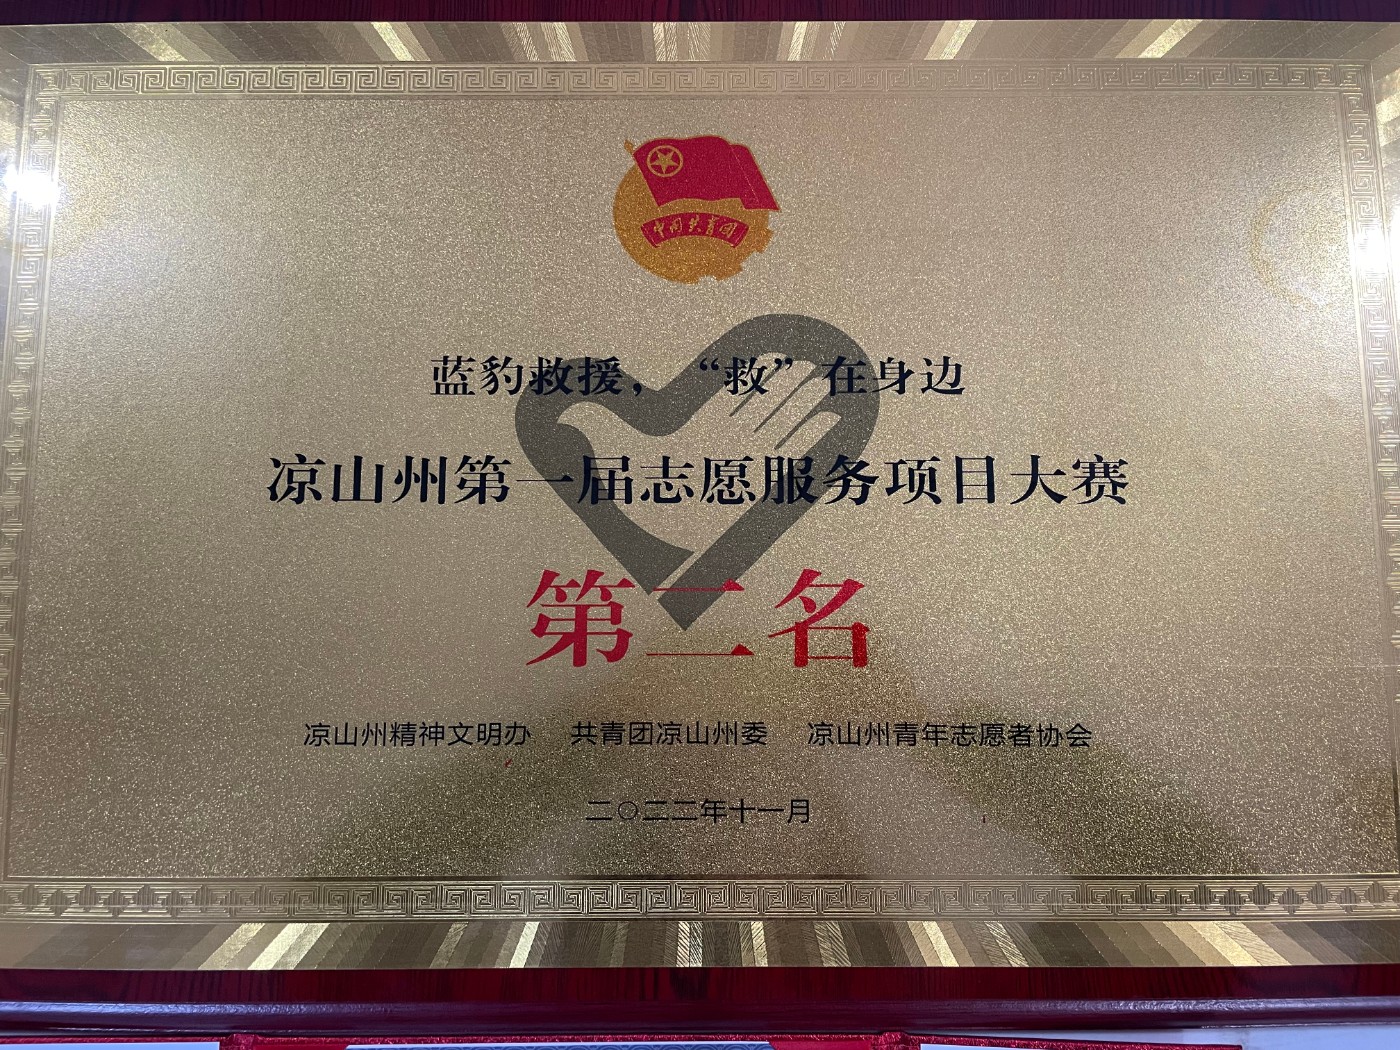 中国共青团
蓝豹救援，“救”在身边
凉山州第一届志愿服务项目大赛
第二名
凉山州精神文明办 共青团凉山州委 凉山州青年志愿者协会
二〇二二年十一月